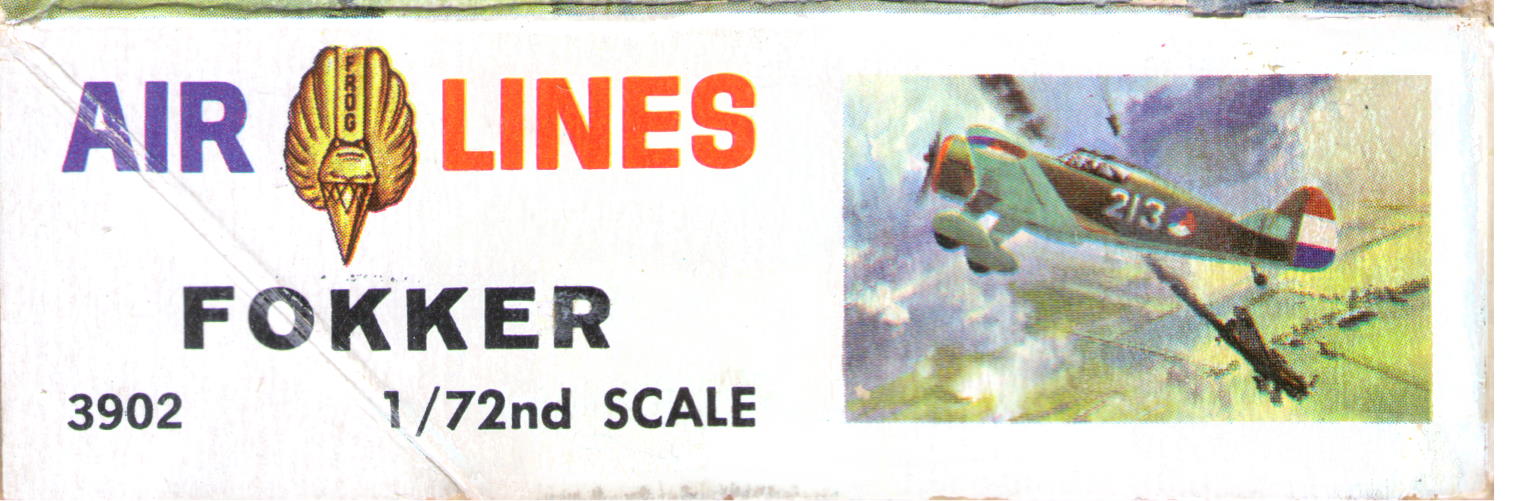 AIR FROG LINES
FOKKER
3902 1/72nd SCALE
213